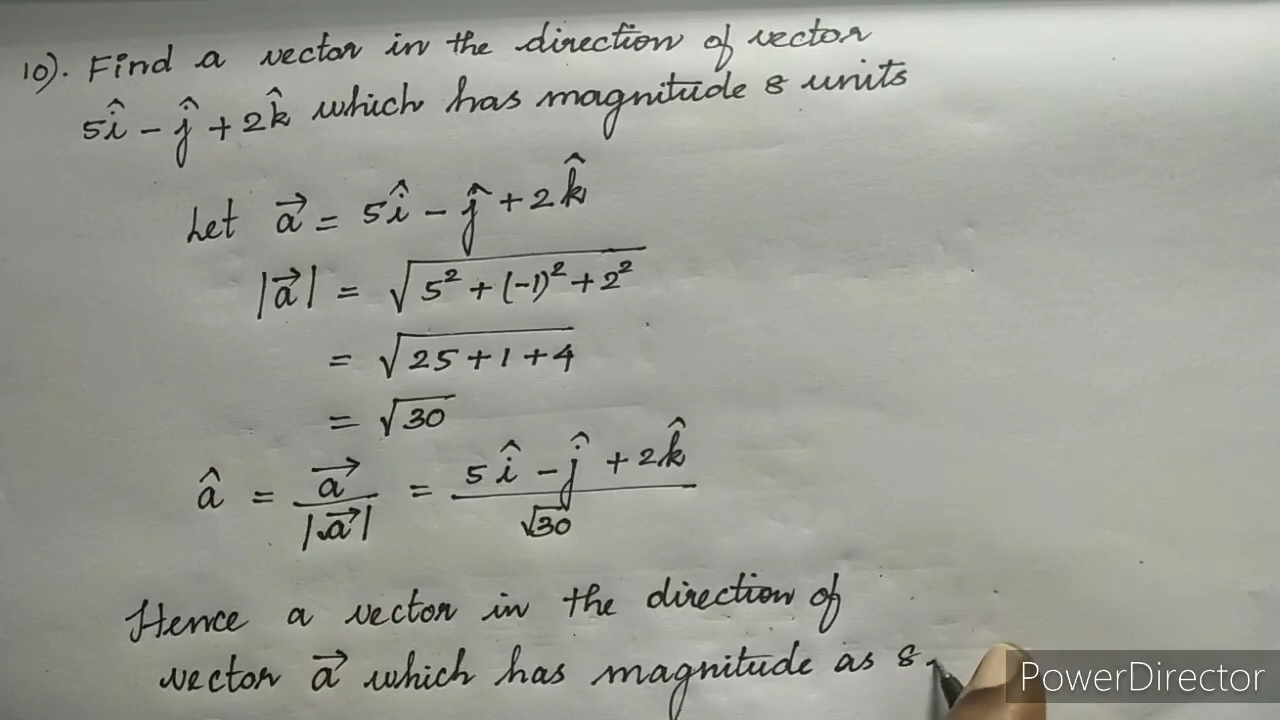 10). Find a vector in the direction of vector
5î - ĵ + 2k̂ which has magnitude 8 units
Let a⃗ = 5î - ĵ + 2k̂
|a⃗| = √(5² + (-1)² + 2²)
= √(25 + 1 + 4)
= √30
â = a⃗/|a⃗| = (5î - ĵ + 2k̂)/√30
Hence a vector in the direction of
vector a⃗ which has magnitude as 8
PowerDirector